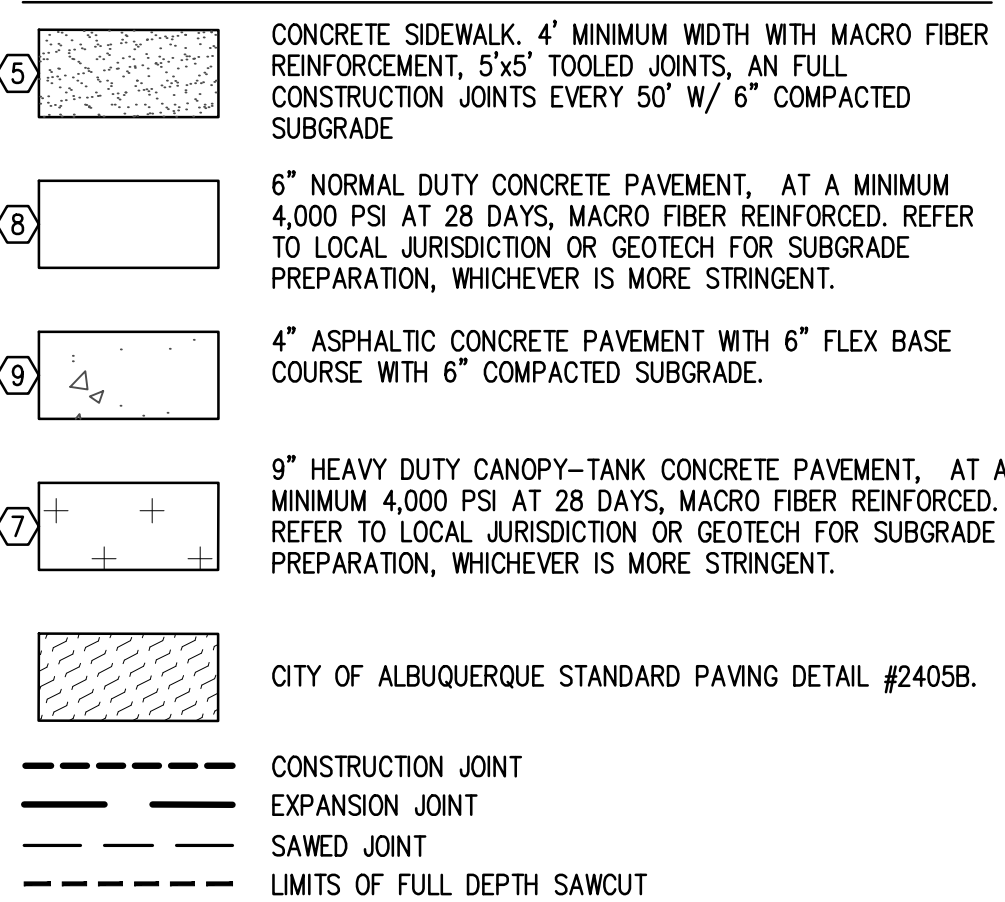 5 CONCRETE SIDEWALK. 4' MINIMUM WIDTH WITH MACRO FIBER
REINFORCEMENT, 5'x5' TOOLED JOINTS, AN FULL
CONSTRUCTION JOINTS EVERY 50' W/ 6" COMPACTED
SUBGRADE
8 6" NORMAL DUTY CONCRETE PAVEMENT, AT A MINIMUM
4,000 PSI AT 28 DAYS, MACRO FIBER REINFORCED. REFER
TO LOCAL JURISDICTION OR GEOTECH FOR SUBGRADE
PREPARATION, WHICHEVER IS MORE STRINGENT.
9 4" ASPHALTIC CONCRETE PAVEMENT WITH 6" FLEX BASE
COURSE WITH 6" COMPACTED SUBGRADE.
7 9" HEAVY DUTY CANOPY-TANK CONCRETE PAVEMENT, AT A
MINIMUM 4,000 PSI AT 28 DAYS, MACRO FIBER REINFORCED.
REFER TO LOCAL JURISDICTION OR GEOTECH FOR SUBGRADE
PREPARATION, WHICHEVER IS MORE STRINGENT.
CITY OF ALBUQUERQUE STANDARD PAVING DETAIL #2405B.
CONSTRUCTION JOINT
EXPANSION JOINT
SAWED JOINT
LIMITS OF FULL DEPTH SAWCUT